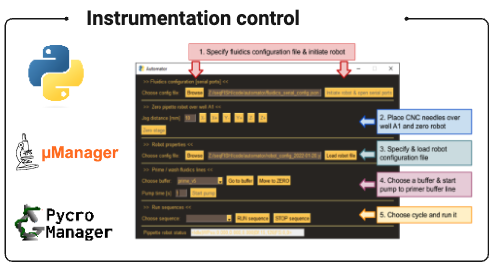 Instrumentation control
1. Specify fluidics configuration file & initiate robot
Automator
>> Fluidics configuration [serial ports] <<
Choose config file: Browse Initiate robot & open serial ports
>> Zero pipette robot over well A1 <<
Jog distance [mm]:
Zero stage
2. Place CNC needles over
well A1 and zero robot
>> Robot properties <<
Choose config file: Browse Load robot file
3. Specify & load robot
configuration file
>> Prime / wash fluidics lines <<
Choose buffer: Go to buffer Move to ZERO
Pump time [s]: Start pump
4. Choose a buffer & start
pump to primer buffer line
>> Run sequences <<
Choose sequence: RUN sequence STOP sequence
Pipette robot status
5. Choose cycle and run it
µManager
Pycro
Manager